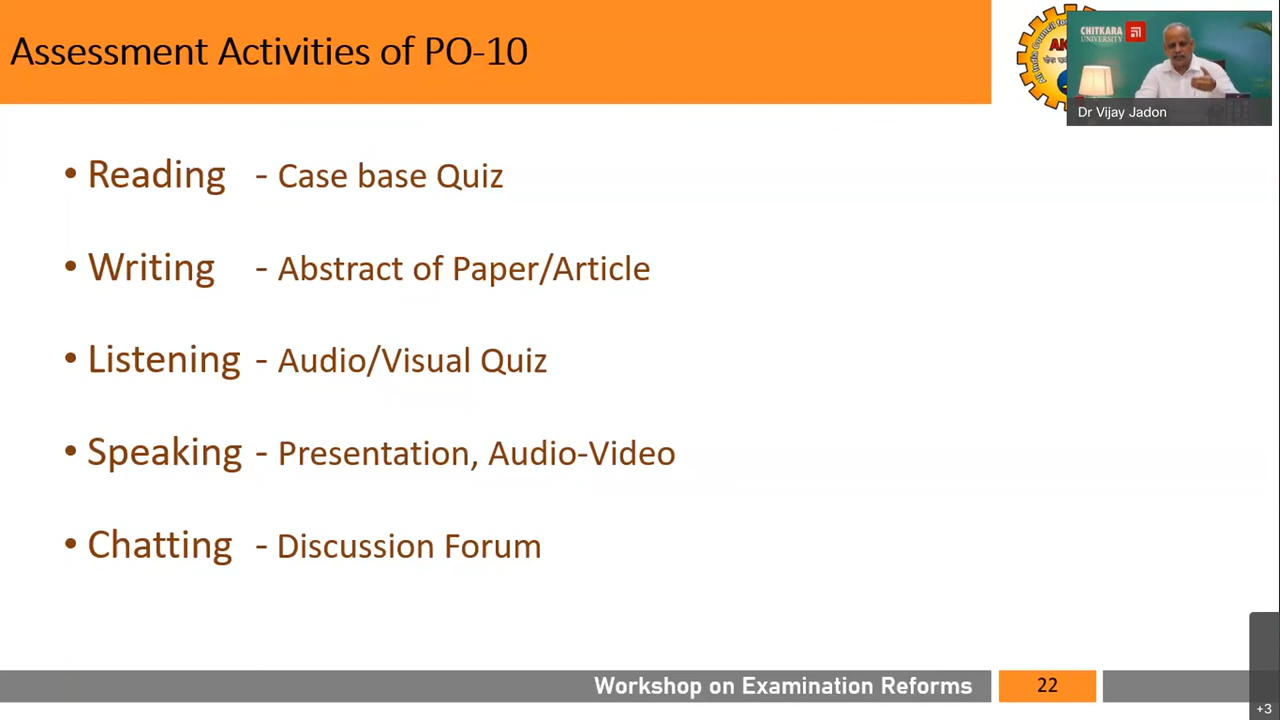 Assessment Activities of PO-10
CHITKARA
UNIVERSITY
Dr Vijay Jadon
• Reading - Case base Quiz
• Writing - Abstract of Paper/Article
• Listening - Audio/Visual Quiz
• Speaking - Presentation, Audio-Video
• Chatting - Discussion Forum
Workshop on Examination Reforms
22
+3